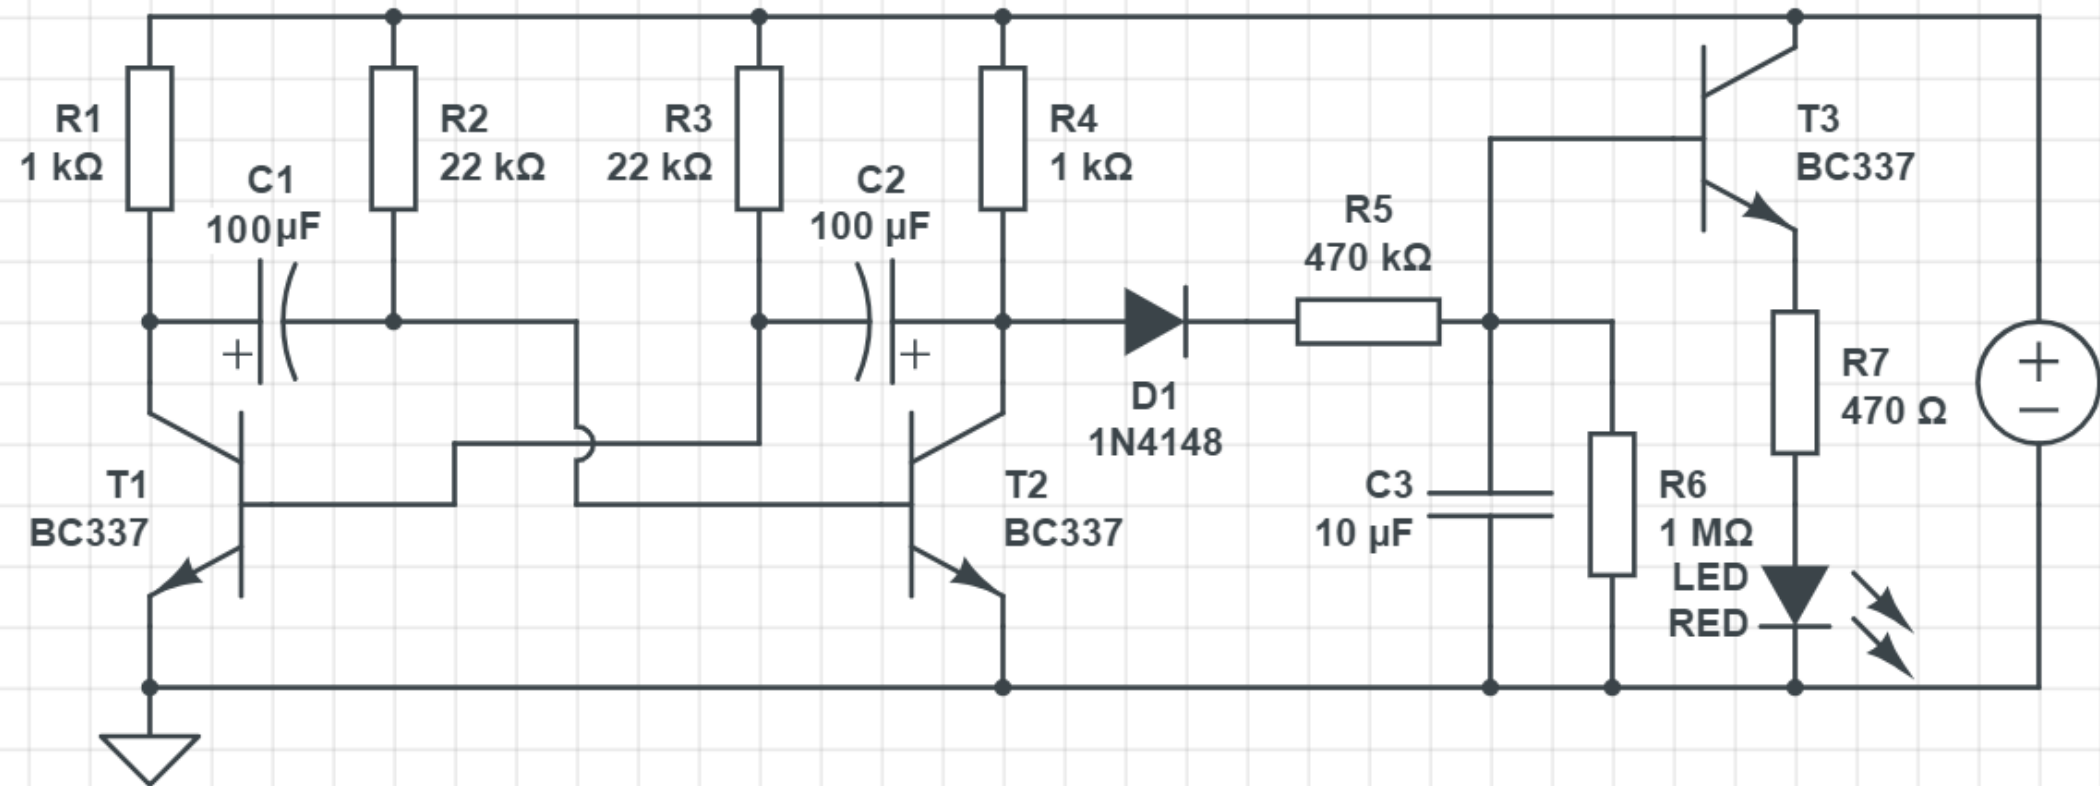 R1
1 kΩ
C1
100µF
R2
22 kΩ
R3
22 kΩ
C2
100 µF
R4
1 kΩ
R5
470 kΩ
T3
BC337
D1
1N4148
R7
470 Ω
T1
BC337
T2
BC337
C3
10 µF
R6
1 MΩ
LED
RED